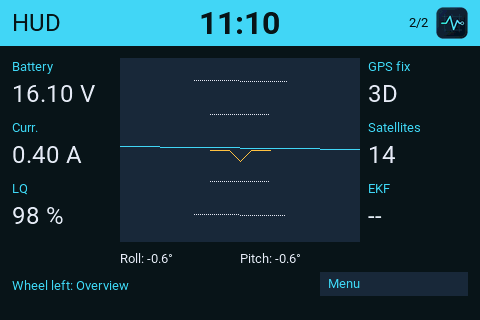 HUD
11:10
2/2
Battery
16.10 V
Curr.
0.40 A
LQ
98 %
GPS fix
3D
Satellites
14
EKF
--
Roll: -0.6°
Pitch: -0.6°
Wheel left: Overview
Menu